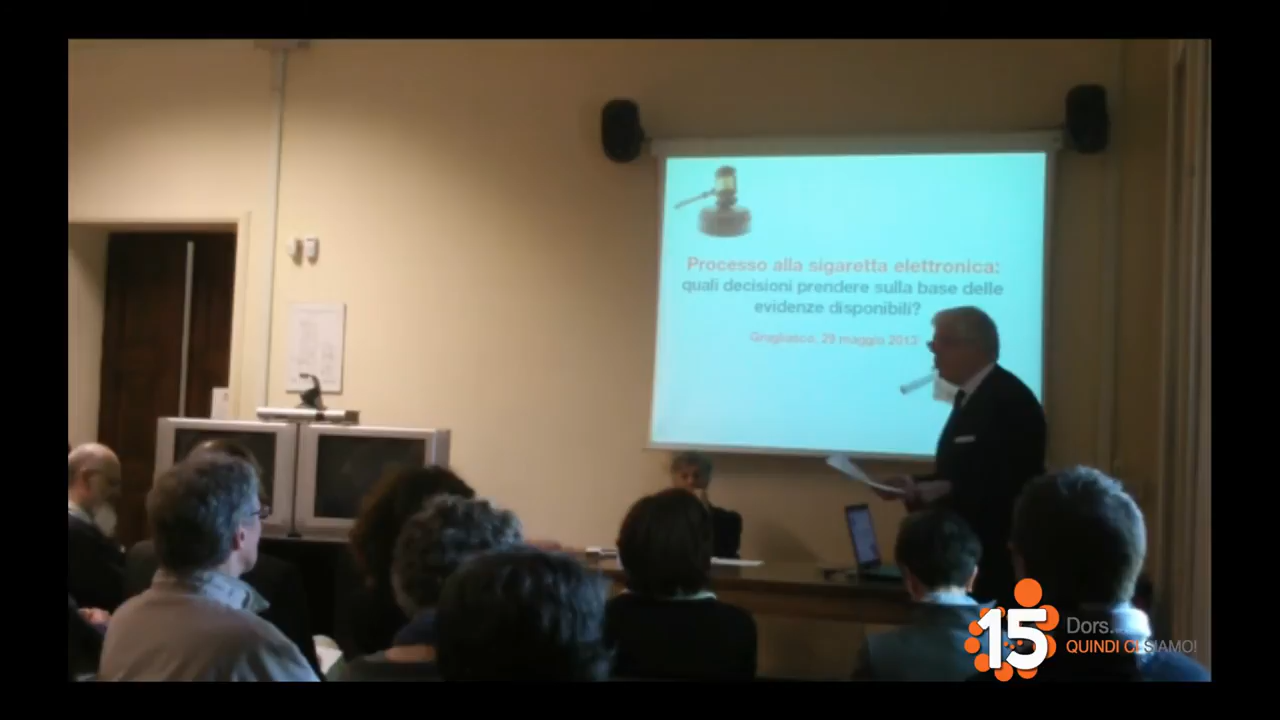 Processo alla sigaretta elettronica:
quali decisioni prendere sulla base delle
evidenze disponibili?
Grugliasco, 29 maggio 2013
15
Dors...
QUINDI CI SIAMO!